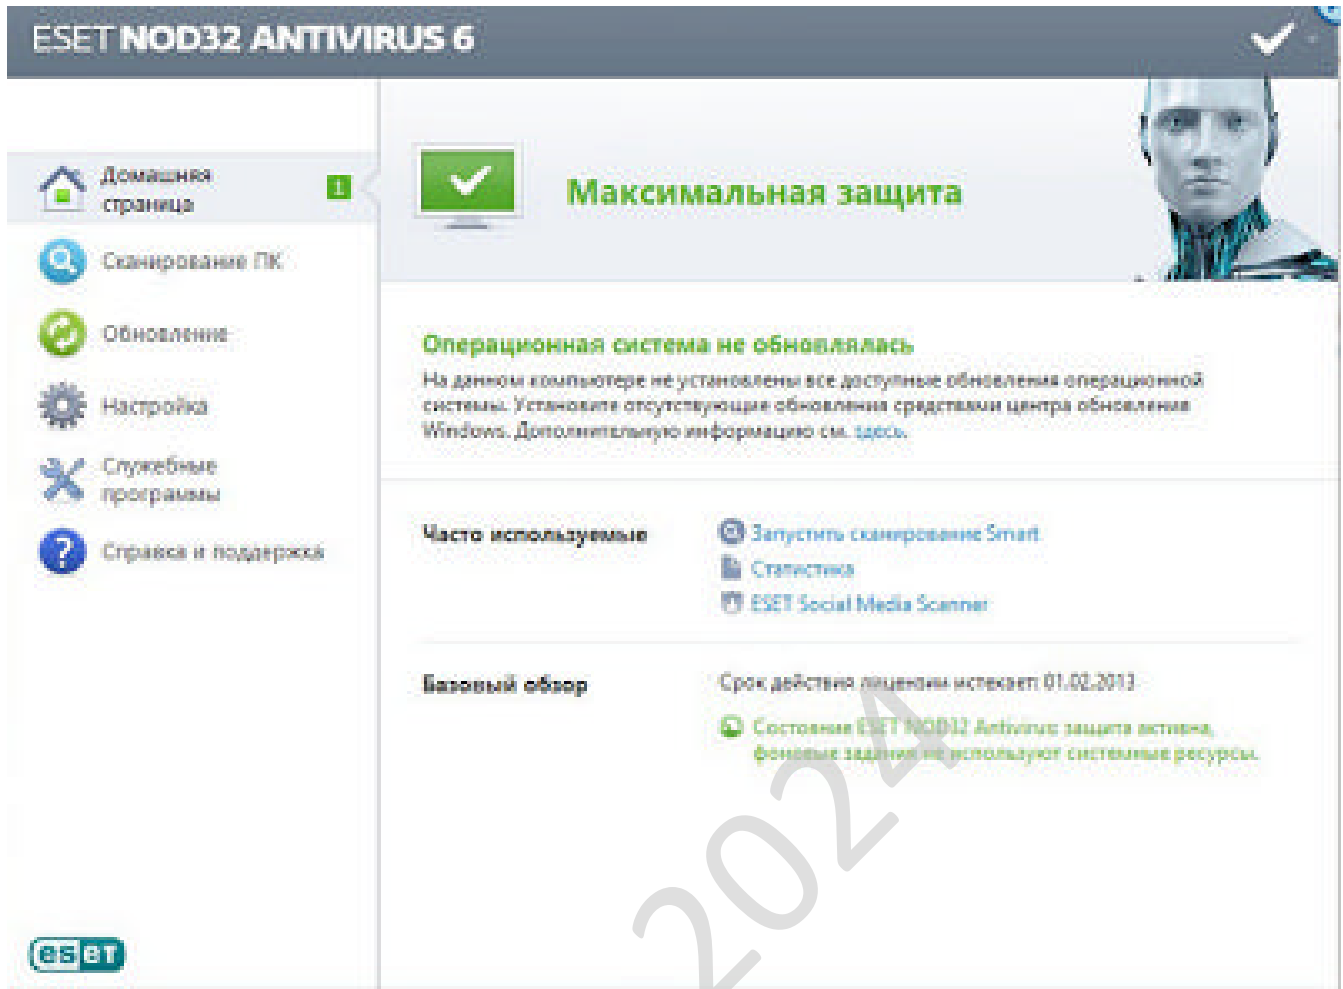 ESET NOD32 ANTIVIRUS 6
Домашняя
страница
1
Сканирование ПК
Обновление
Настройка
Служебные
программы
Справка и поддержка
Максимальная защита
Операционная система не обновлялась
На данном компьютере не установлены все доступные обновления операционной
системы. Установите отсутствующие обновления средствами центра обновления
Windows. Дополнительную информацию см. здесь.
Часто используемые
Запустить сканирование Smart
Статистика
ESET Social Media Scanner
Базовый обзор
Срок действия лицензии истекает: 01.02.2013
Состояние ESET NOD32 Antivirus: защита активна,
фоновые задания не используют системные ресурсы.
2024
eset